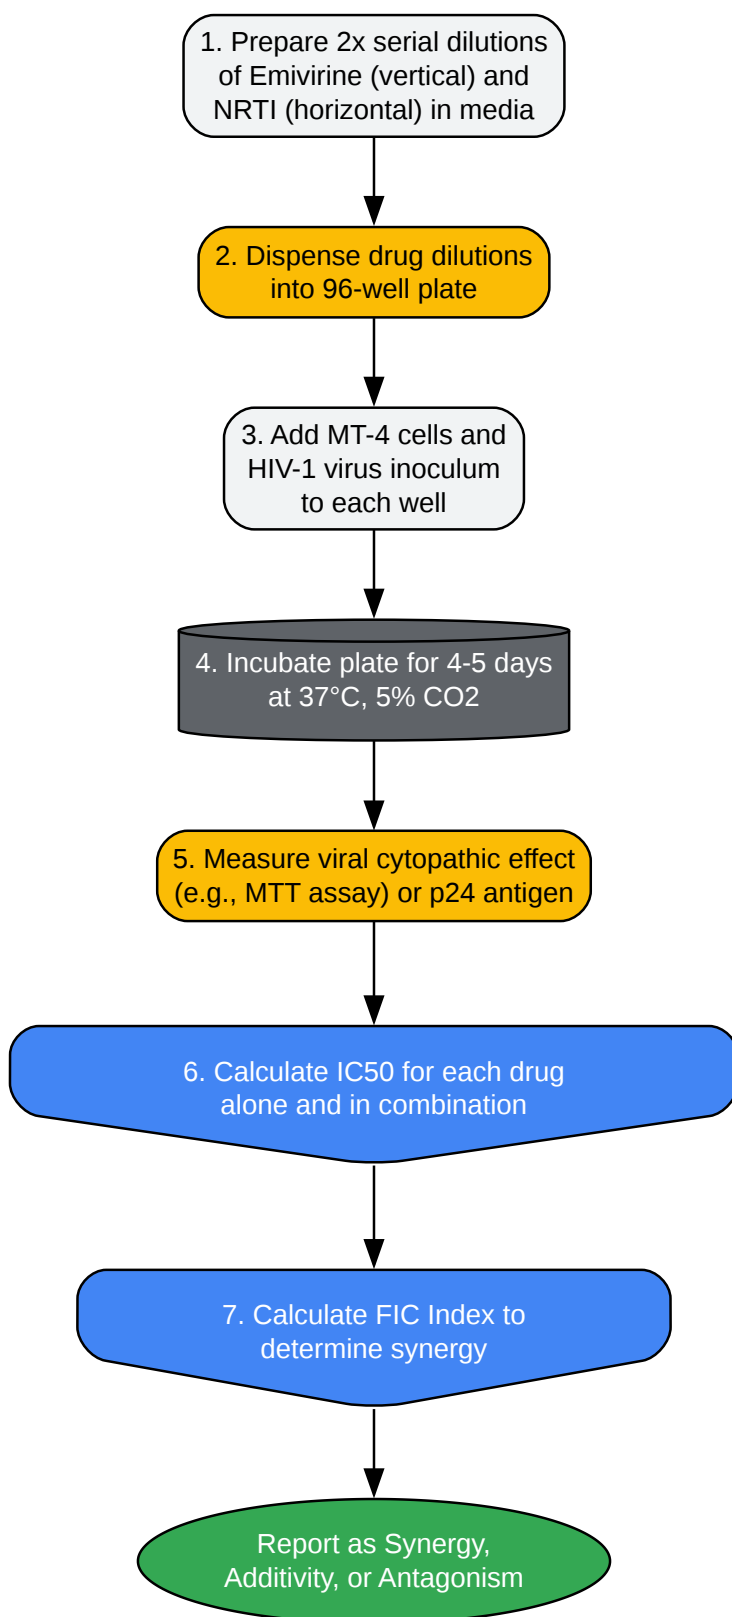 1. Prepare 2x serial dilutions
of Emivirine (vertical) and
NRTI (horizontal) in media
2. Dispense drug dilutions
into 96-well plate
3. Add MT-4 cells and
HIV-1 virus inoculum
to each well
4. Incubate plate for 4-5 days
at 37°C, 5% CO2
5. Measure viral cytopathic effect
(e.g., MTT assay) or p24 antigen
6. Calculate IC50 for each drug
alone and in combination
7. Calculate FIC Index to
determine synergy
Report as Synergy,
Additivity, or Antagonism